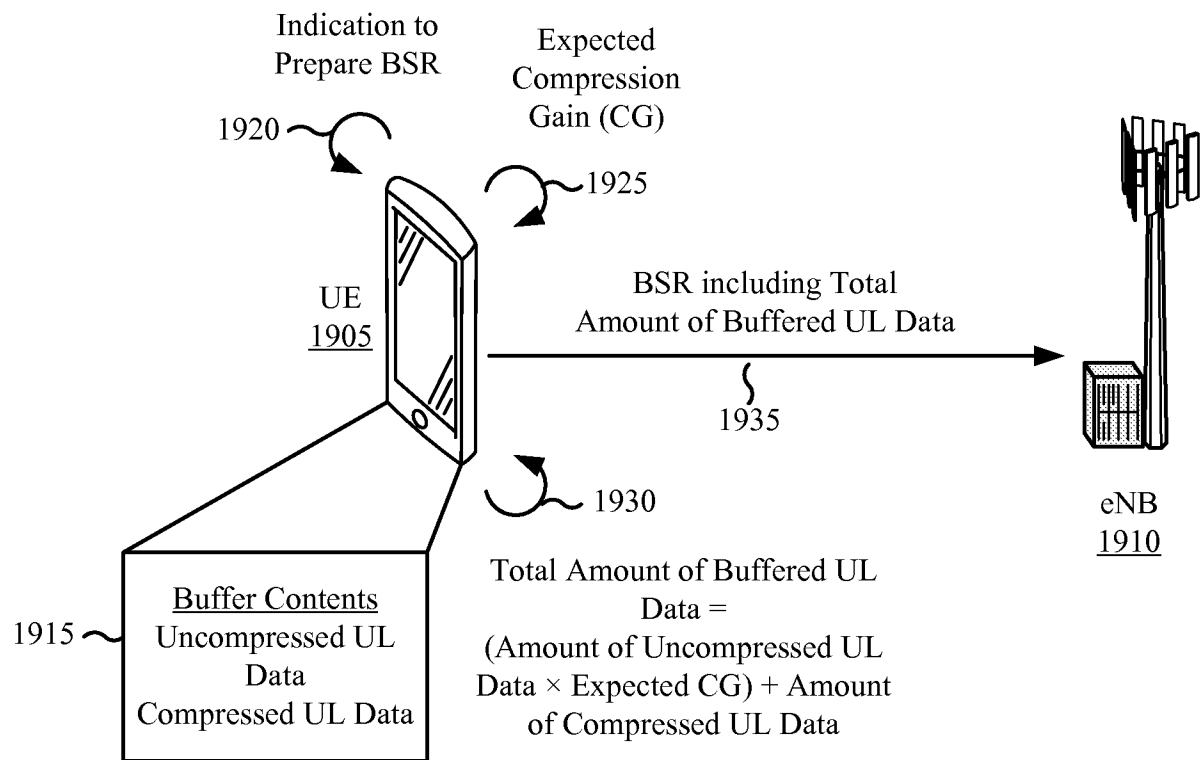 Indication to
Prepare BSR
Expected
Compression
Gain (CG)
1920
1925
UE
1905
BSR including Total
Amount of Buffered UL Data
1935
1930
eNB
1910
1915
Buffer Contents
Uncompressed UL
Data
Compressed UL Data
Total Amount of Buffered UL
Data =
(Amount of Uncompressed UL
Data × Expected CG) + Amount
of Compressed UL Data